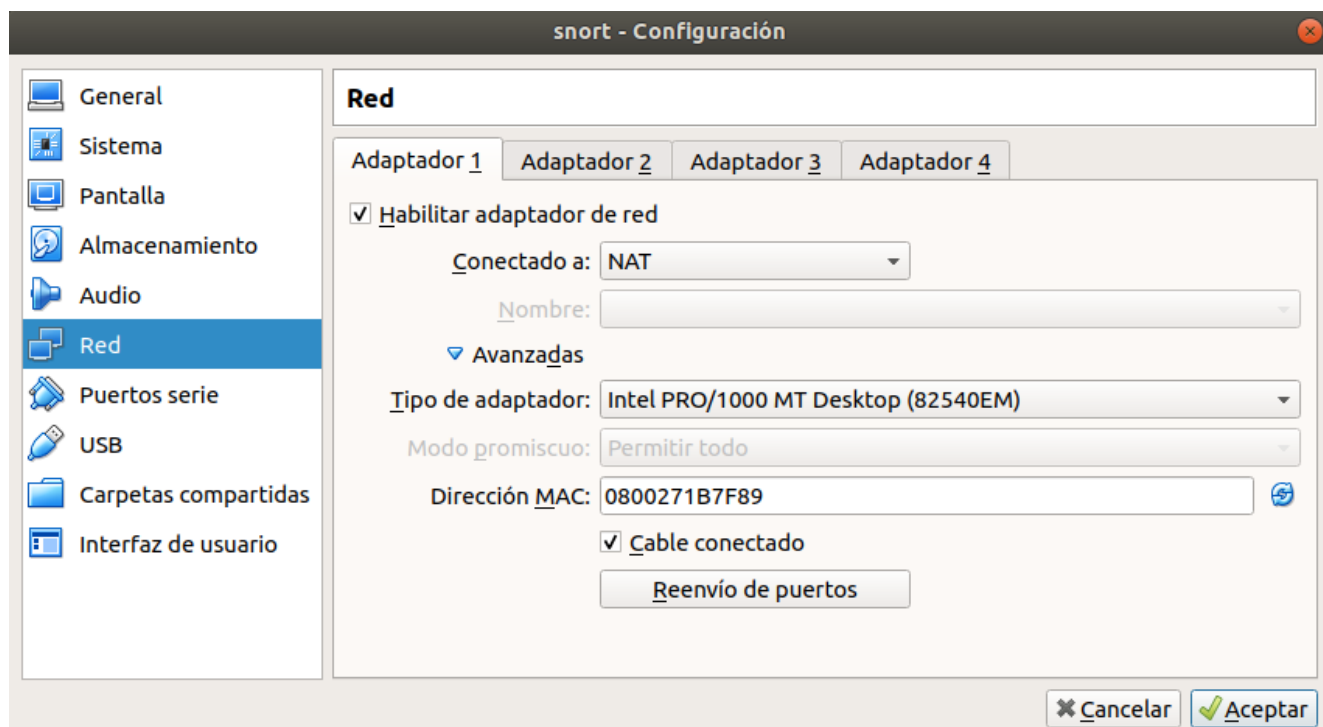 snort - Configuración
General
Sistema
Pantalla
Almacenamiento
Audio
Red
Puertos serie
USB
Carpetas compartidas
Interfaz de usuario
Red
Adaptador 1 Adaptador 2 Adaptador 3 Adaptador 4
Habilitar adaptador de red
Conectado a: NAT
Nombre:
Avanzadas
Tipo de adaptador: Intel PRO/1000 MT Desktop (82540EM)
Modo promiscuo: Permitir todo
Dirección MAC: 0800271B7F89
Cable conectado
Reenvío de puertos
Cancelar Aceptar